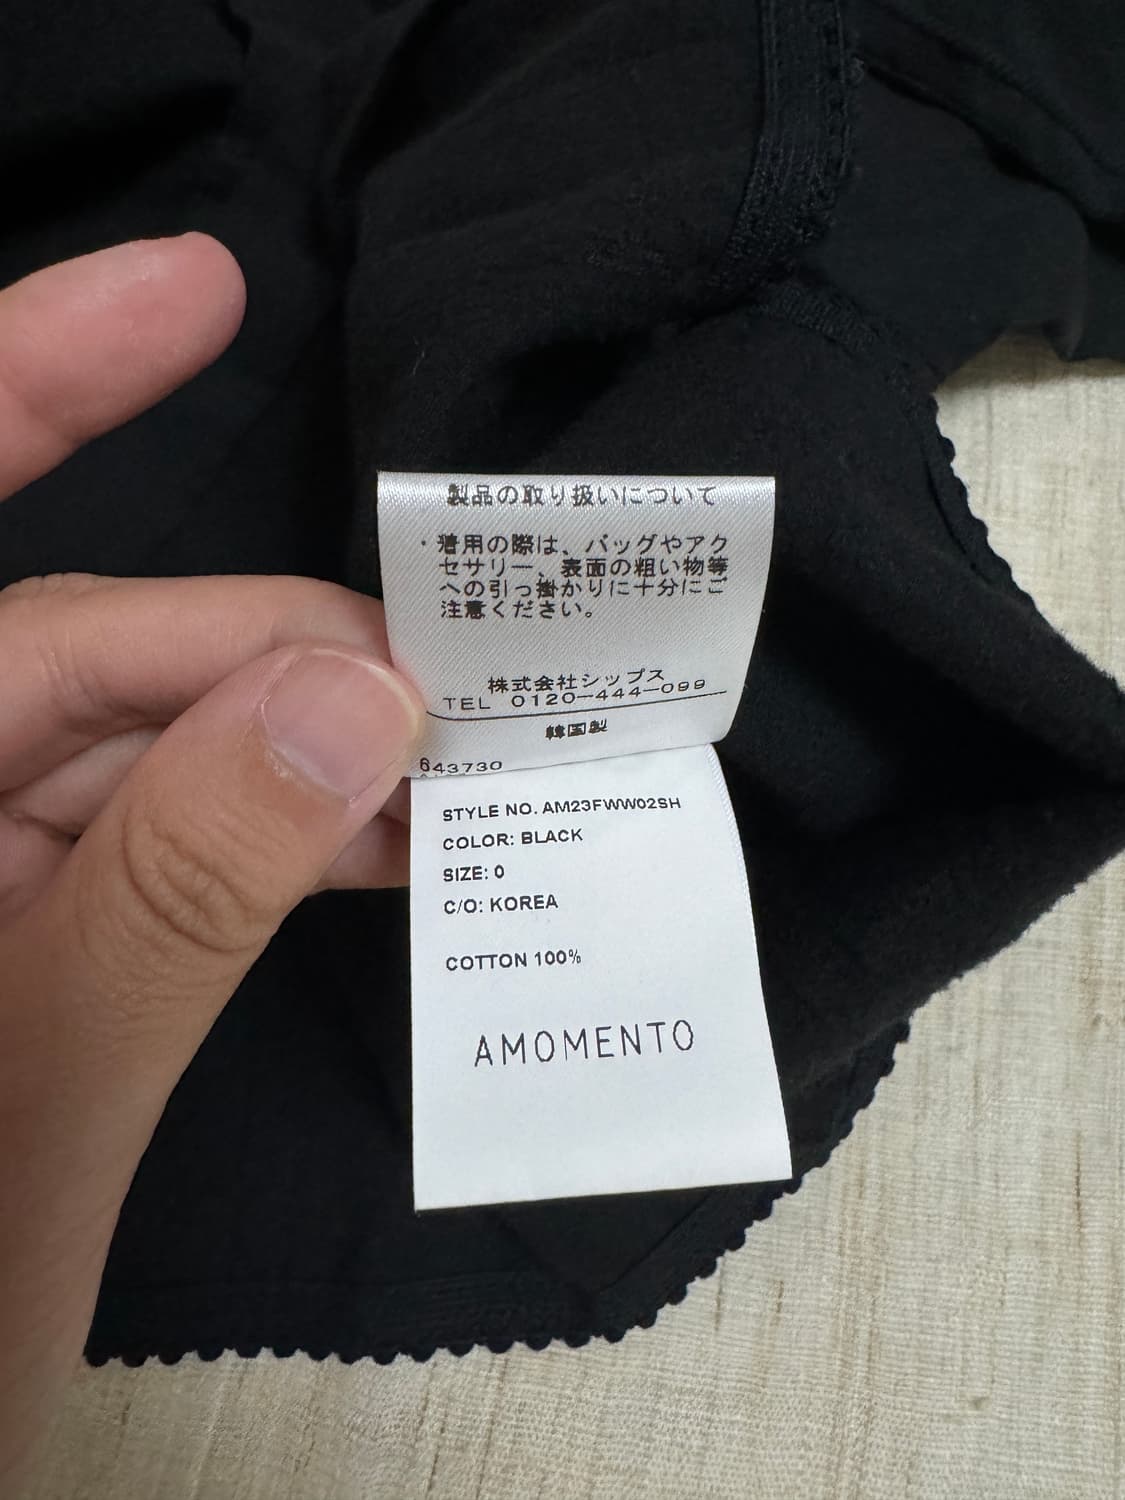 製品の取り扱いについて
・着用の際は、バッグやアク
セサリー、表面の粗い物等
への引っ掛かりに十分にご
注意ください。
株式会社シップス
TEL 0120-444-099
韓国製
643730
STYLE NO. AM23FWW02SH
COLOR: BLACK
SIZE: 0
C/O: KOREA
COTTON 100%
AMOMENTO